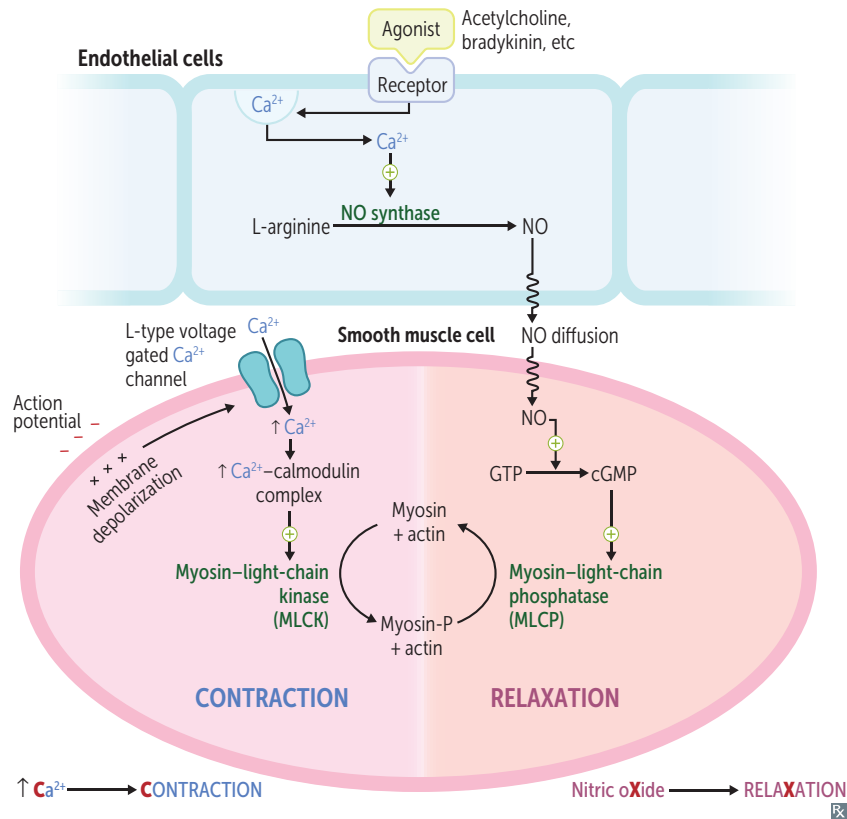 Agonist
Acetylcholine,
bradykinin, etc
Endothelial cells
Receptor
Ca²⁺
Ca²⁺
+
NO synthase
L-arginine
NO
L-type voltage
gated Ca²⁺
channel
Ca²⁺
Smooth muscle cell
NO diffusion
Action
potential
– – –
+ + +
Membrane
depolarization
↑ Ca²⁺
↑ Ca²⁺–calmodulin
complex
+
Myosin–light-chain
kinase
(MLCK)
Myosin
+ actin
Myosin-P
+ actin
NO
+
GTP
cGMP
+
Myosin–light-chain
phosphatase
(MLCP)
CONTRACTION
RELAXATION
↑ Ca²⁺ → CONTRACTION
Nitric oXide → RELAXATION
Rx